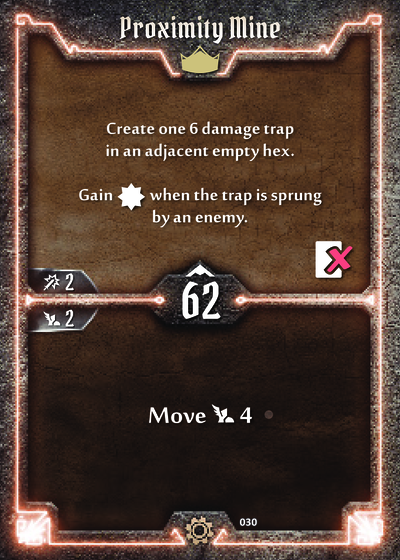 Proximity Mine
Create one 6 damage trap
in an adjacent empty hex.
Gain when the trap is sprung
by an enemy.
2
62
2
Move 4
030